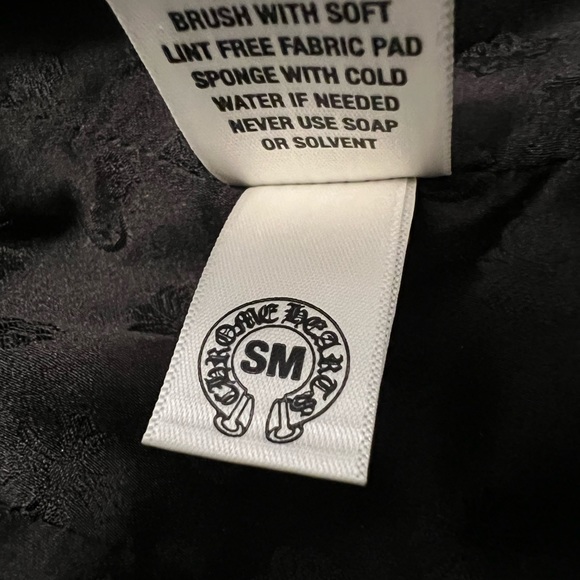 BRUSH WITH SOFT
LINT FREE FABRIC PAD
SPONGE WITH COLD
WATER IF NEEDED
NEVER USE SOAP
OR SOLVENT
CHROME HEARTS
SM